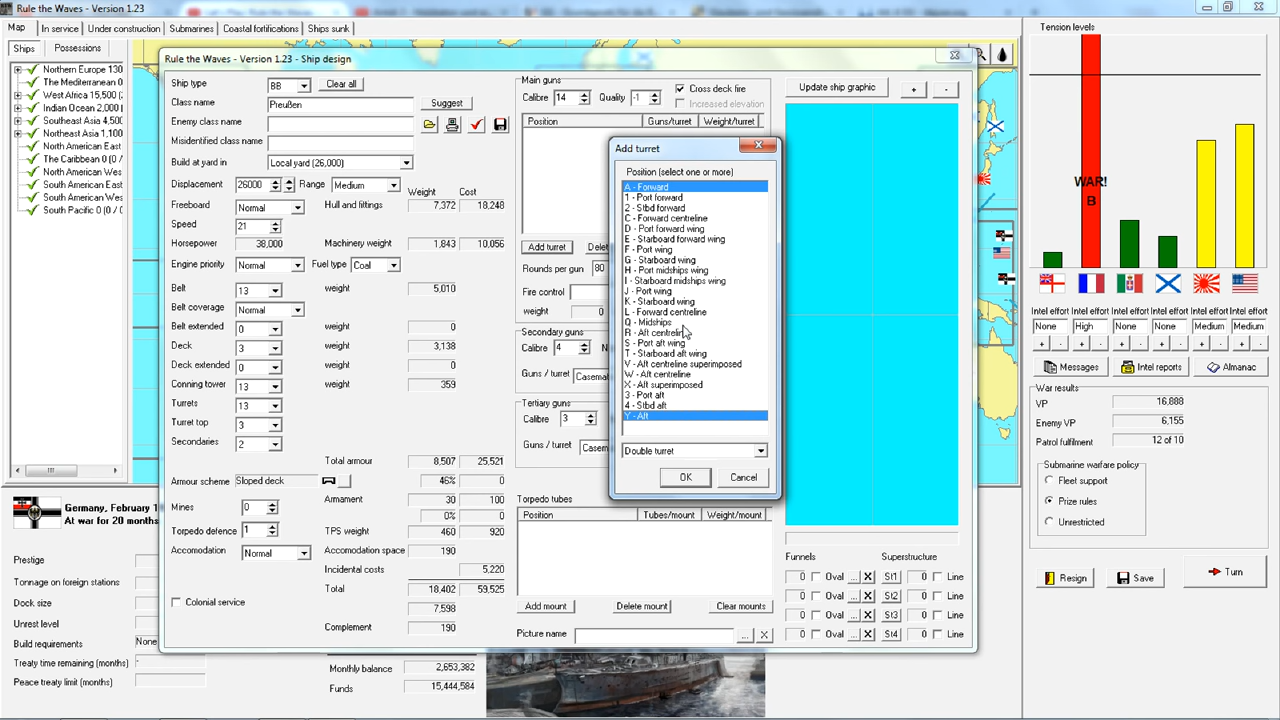 Rule the Waves - Version 1.23
Map In service Under construction Submarines Coastal fortifications Ships sunk
Ships Possessions
Northern Europe 130
The Mediterranean 0
West Africa 15,500 (
Indian Ocean 2,000 (
Southeast Asia 4,500
Northeast Asia 1,100
North American East
The Caribbean 0 (0 /
North American Wes
South American East
South American Wes
South Pacific 0 (0 /
Rule the Waves - Version 1.23 - Ship design
Ship type BB Clear all
Class name Preußen Suggest
Enemy class name
Misidentified class name
Build at yard in Local yard (26,000)
Displacement 26000 Range Medium Weight Cost
Freeboard Normal Hull and fittings 7,372 18,248
Speed 21
Horsepower 38,000 Machinery weight 1,843 10,056
Engine priority Normal Fuel type Coal
Belt 13 weight 5,010
Belt coverage Normal
Belt extended 0 weight 0
Deck 3 weight 3,138
Deck extended 0 weight 0
Conning tower 13 weight 359
Turrets 13
Turret top 3
Secondaries 2
Total armour 8,507 25,521
Armour scheme Sloped deck 46% 0
Mines 0 Armament 30 100
0% 0
Torpedo defence 1 TPS weight 460 920
Accomodation Normal Accomodation space 190
Incidental costs 5,220
Total 18,402 59,525
Colonial service 7,598
Complement 190
Main guns
Calibre 14 Quality -1 Cross deck fire
Increased elevation
Position Guns/turret Weight/turret
Add turret Delet
Rounds per gun 80
Fire control
weight 0
Secondary guns
Calibre 4 N
Guns / turret Casemat
Tertiary guns
Calibre 3
Guns / turret Casem
Torpedo tubes
Position Tubes/mount Weight/mount
Add mount Delete mount Clear mounts
Picture name ... X
Add turret
Position (select one or more)
A - Forward
1 - Port forward
2 - Stbd forward
C - Forward centreline
D - Port forward wing
E - Starboard forward wing
F - Port wing
G - Starboard wing
H - Port midships wing
I - Starboard midships wing
J - Port wing
K - Starboard wing
L - Forward centreline
Q - Midships
R - Aft centreline
S - Port aft wing
T - Starboard aft wing
V - Aft centreline superimposed
W - Aft centreline
X - Aft superimposed
3 - Port aft
4 - Stbd aft
Y - Aft
Double turret
OK Cancel
Update ship graphic + -
Funnels Superstructure
0 Oval ... X St1 0 Line
0 Oval ... X St2 0 Line
0 Oval ... X St3 0 Line
0 Oval ... X St4 0 Line
Tension levels
WAR!
B
Intel effort Intel effort Intel effort Intel effort Intel effort Intel effort
None High None None Medium Medium
+ - + - + - + - + - + -
Messages Intel reports Almanac
War results
VP 16,888
Enemy VP 6,155
Patrol fulfilment 12 of 10
Submarine warfare policy
Fleet support
Prize rules
Unrestricted
Resign Save Turn
Germany, February 1
At war for 20 months
Prestige
Tonnage on foreign stations
Dock size
Unrest level
Build requirements None
Treaty time remaining (months) -
Peace treaty limit (months)
Monthly balance 2,653,382
Funds 15,444,584